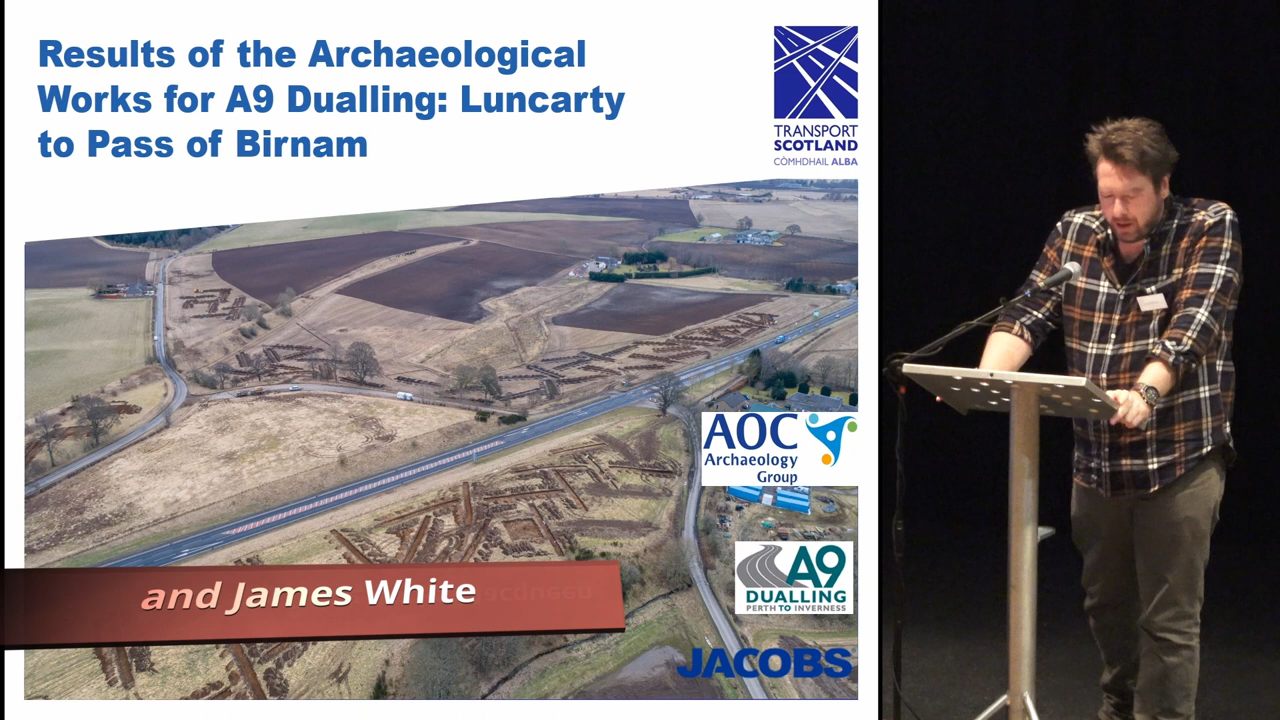 Results of the Archaeological
Works for A9 Dualling: Luncarty
to Pass of Birnam
TRANSPORT
SCOTLAND
CÒMHDHAIL ALBA
AOC
Archaeology
Group
A9
DUALLING
PERTH TO INVERNESS
and James White
JACOBS